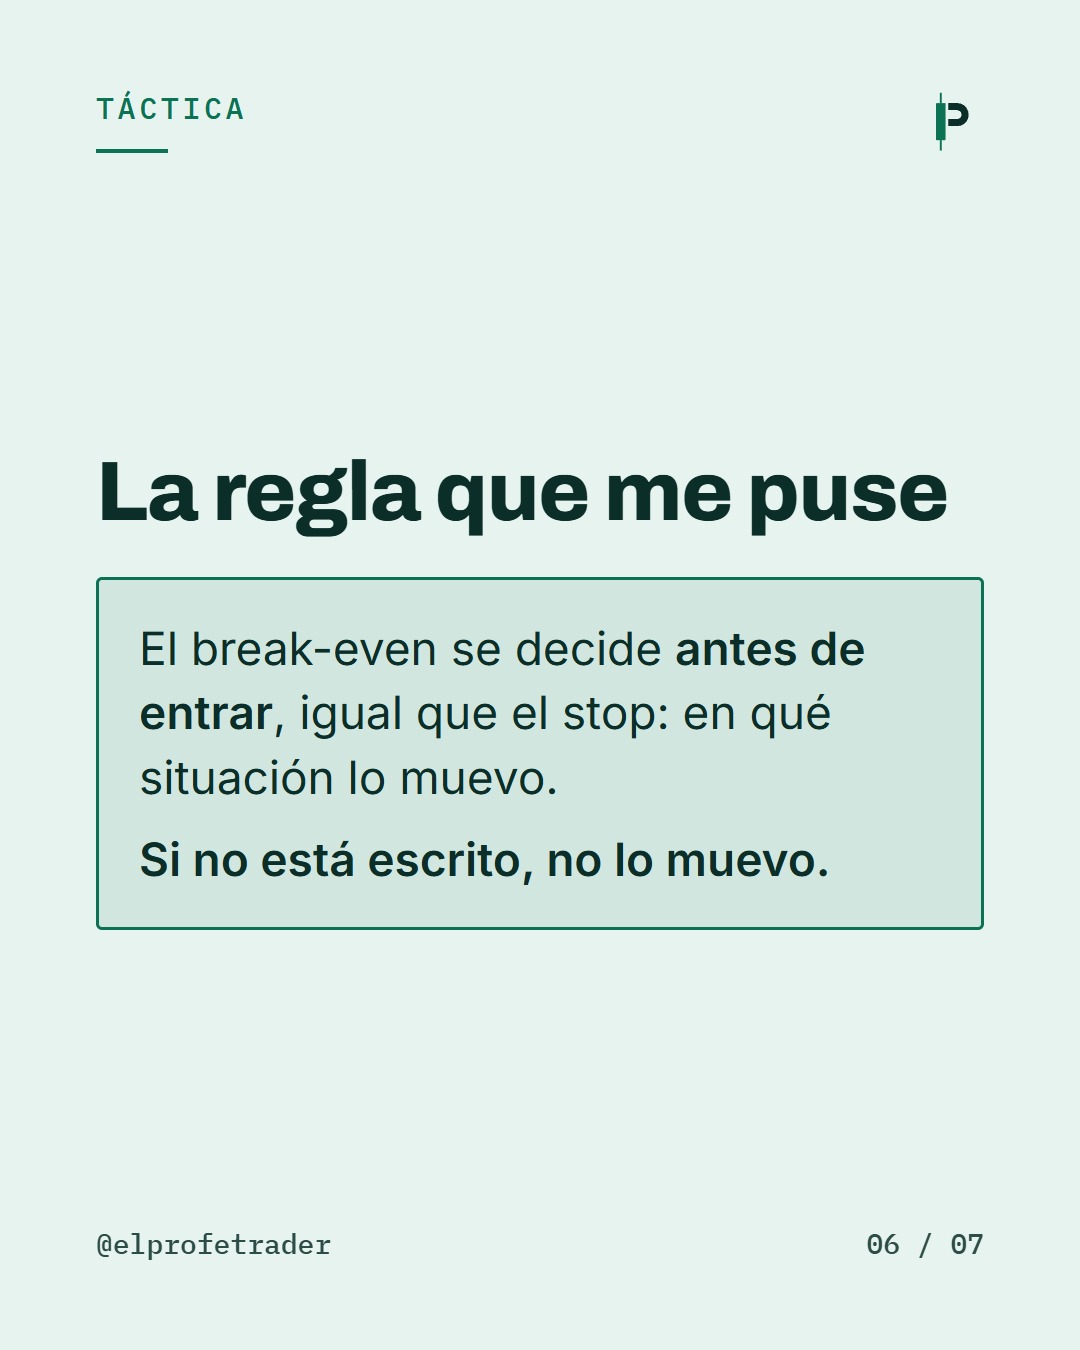 TÁCTICA
La regla que me puse
El break-even se decide antes de
entrar, igual que el stop: en qué
situación lo muevo.
Si no está escrito, no lo muevo.
@elprofetrader
06 / 07